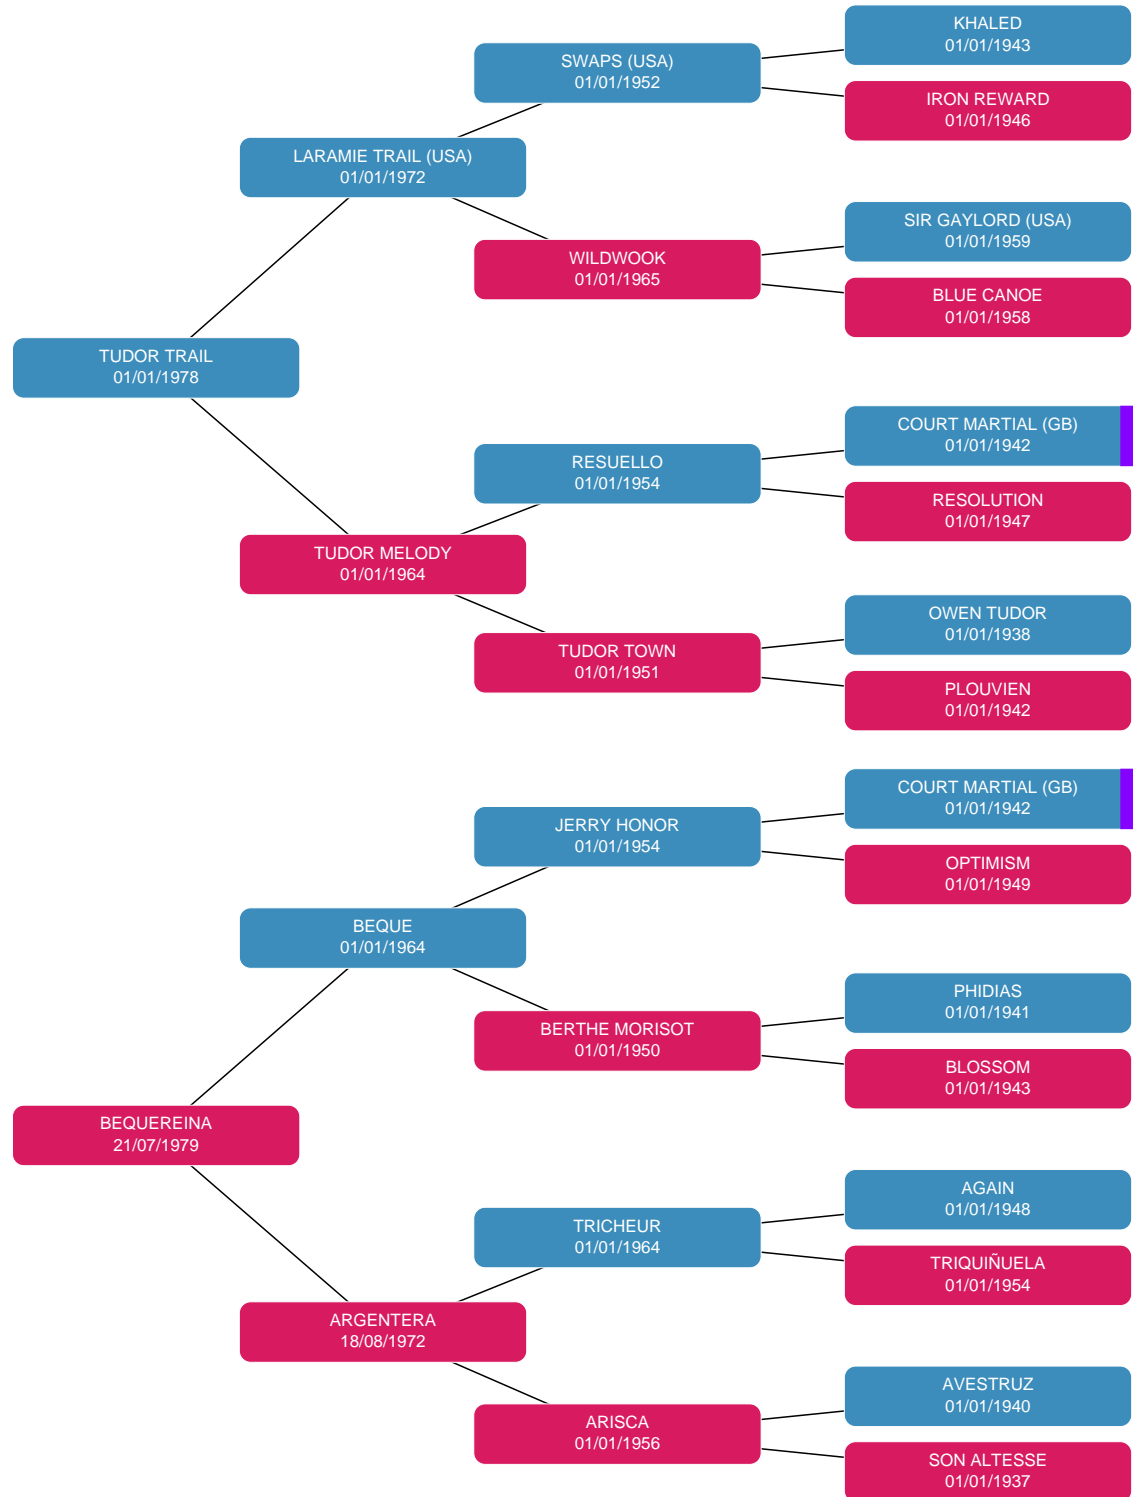 KHALED
01/01/1943
SWAPS (USA)
01/01/1952
IRON REWARD
01/01/1946
LARAMIE TRAIL (USA)
01/01/1972
SIR GAYLORD (USA)
01/01/1959
WILDWOOK
01/01/1965
BLUE CANOE
01/01/1958
TUDOR TRAIL
01/01/1978
COURT MARTIAL (GB)
01/01/1942
RESUELLO
01/01/1954
RESOLUTION
01/01/1947
TUDOR MELODY
01/01/1964
OWEN TUDOR
01/01/1938
TUDOR TOWN
01/01/1951
PLOUVIEN
01/01/1942
COURT MARTIAL (GB)
01/01/1942
JERRY HONOR
01/01/1954
OPTIMISM
01/01/1949
BEQUE
01/01/1964
PHIDIAS
01/01/1941
BERTHE MORISOT
01/01/1950
BLOSSOM
01/01/1943
BEQUEREINA
21/07/1979
AGAIN
01/01/1948
TRICHEUR
01/01/1964
TRIQUIÑUELA
01/01/1954
ARGENTERA
18/08/1972
AVESTRUZ
01/01/1940
ARISCA
01/01/1956
SON ALTESSE
01/01/1937